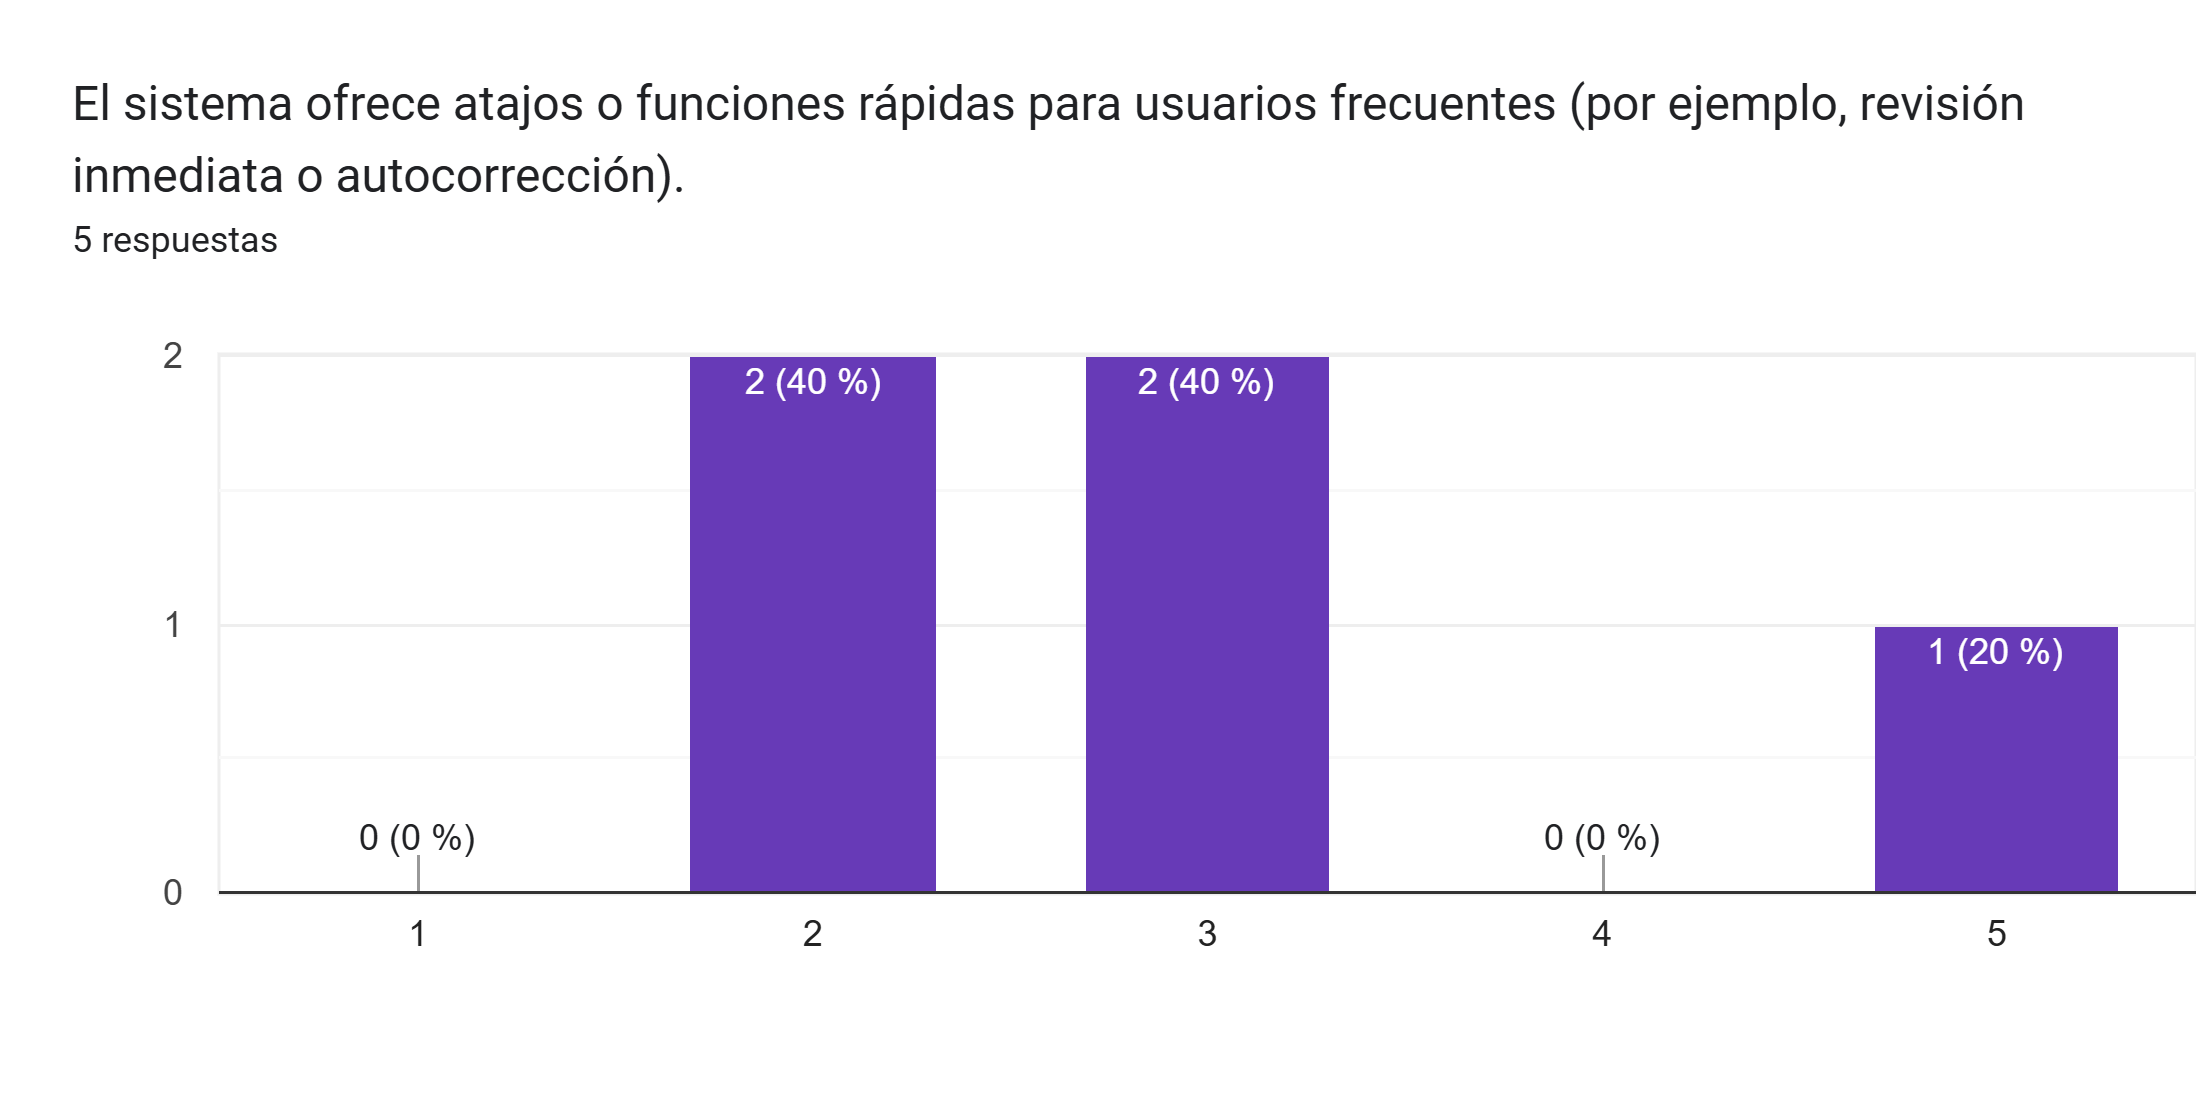 El sistema ofrece atajos o funciones rápidas para usuarios frecuentes (por ejemplo, revisión
inmediata o autocorrección).
5 respuestas
2
2 (40 %)
2 (40 %)
1
1 (20 %)
0 (0 %)
0 (0 %)
0
1
2
3
4
5